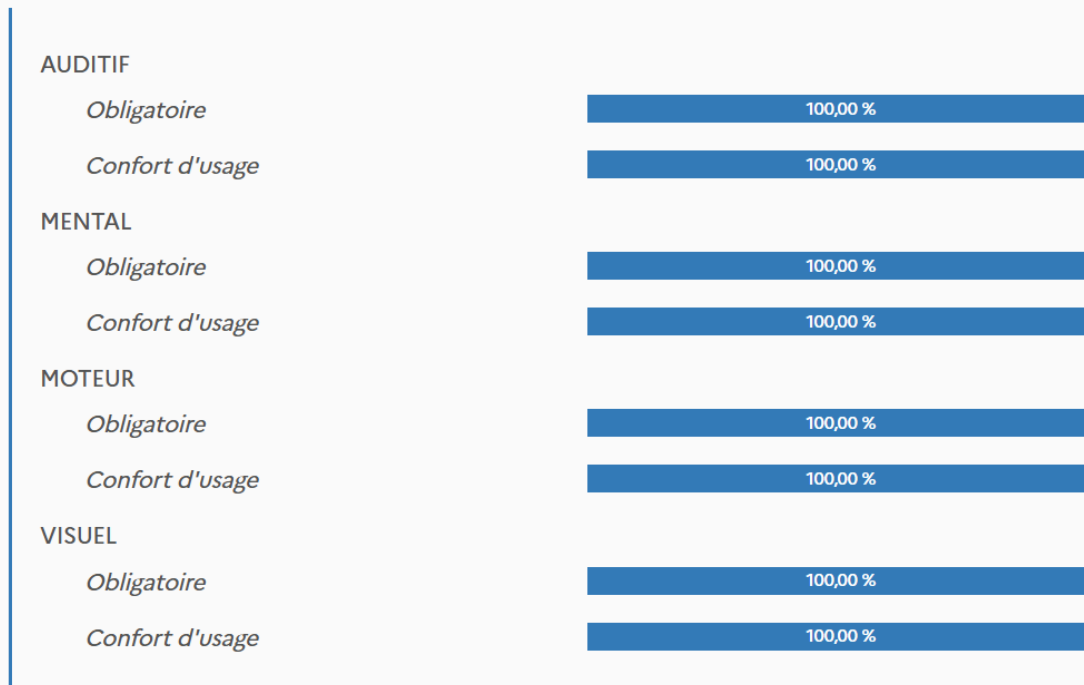 AUDITIF
Obligatoire 100,00 %
Confort d'usage 100,00 %
MENTAL
Obligatoire 100,00 %
Confort d'usage 100,00 %
MOTEUR
Obligatoire 100,00 %
Confort d'usage 100,00 %
VISUEL
Obligatoire 100,00 %
Confort d'usage 100,00 %